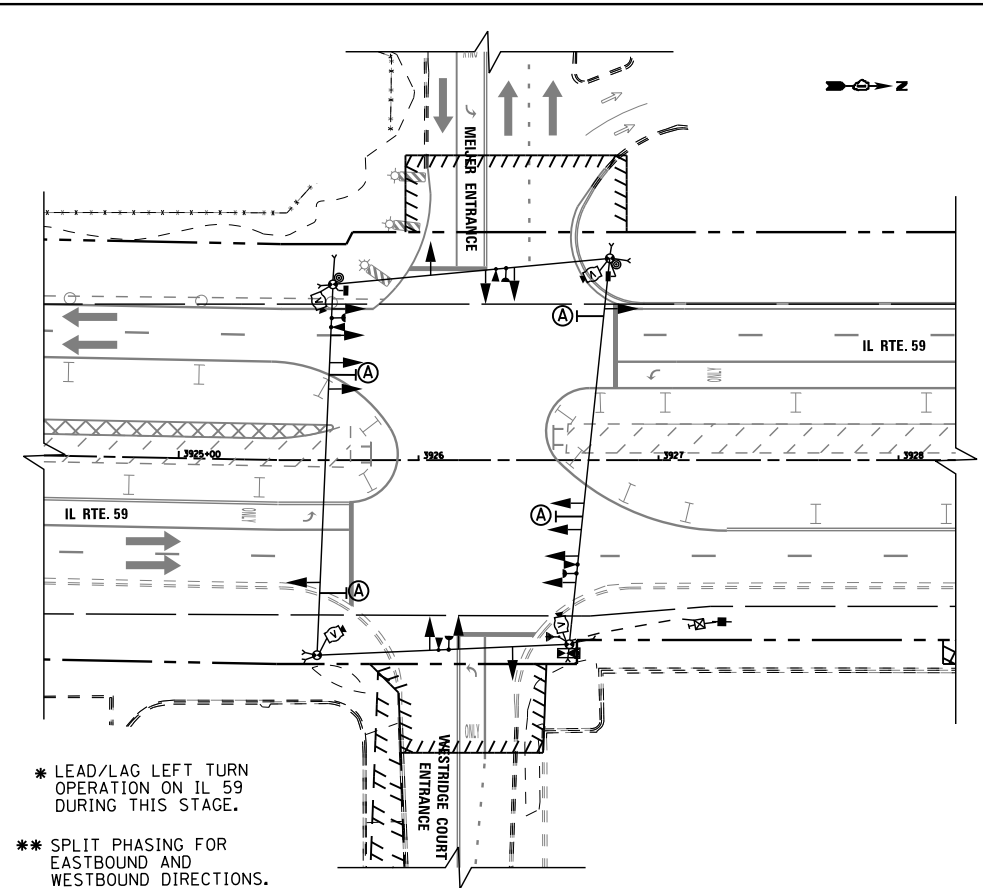 N
MEIJER ENTRANCE
A
IL RTE. 59
ONLY
A
3925+00
3926
3927
3928
IL RTE. 59
ONLY
A
A
V
V
V
V
ONLY
WESTRIDGE COURT
ENTRANCE
* LEAD/LAG LEFT TURN
OPERATION ON IL 59
DURING THIS STAGE.
** SPLIT PHASING FOR
EASTBOUND AND
WESTBOUND DIRECTIONS.